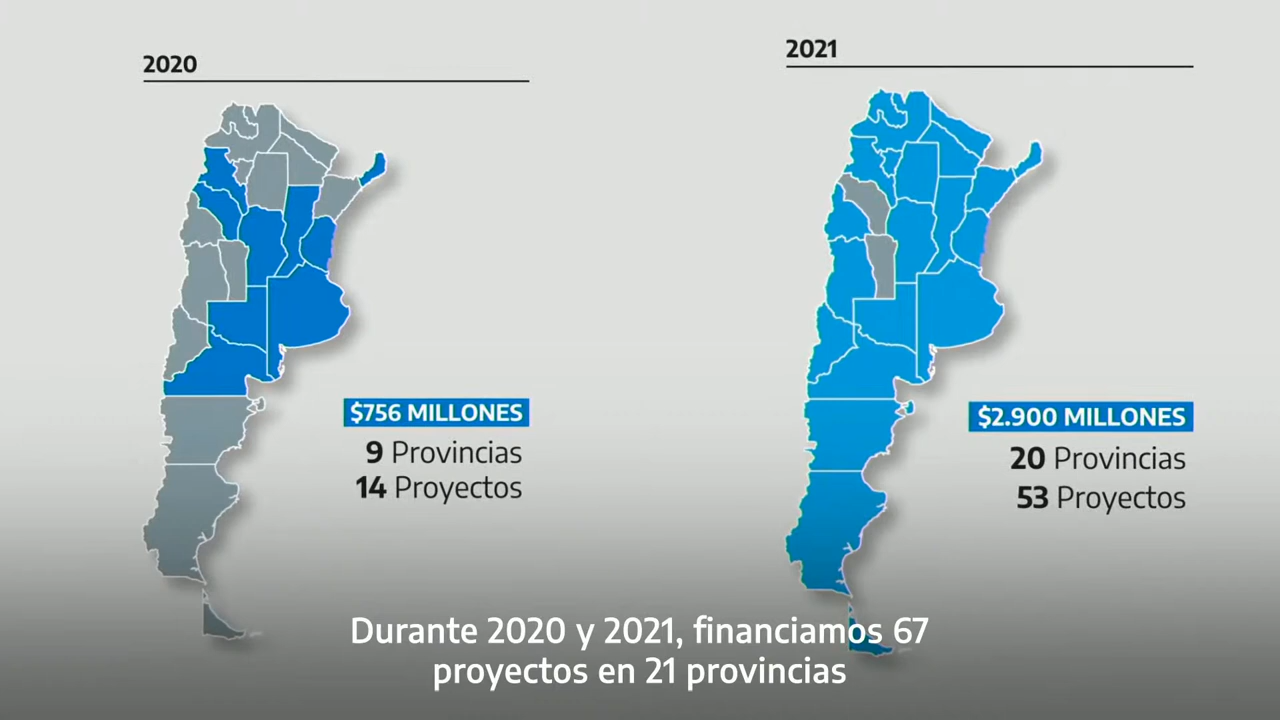 2020
$756 MILLONES
9 Provincias
14 Proyectos
2021
$2.900 MILLONES
20 Provincias
53 Proyectos
Durante 2020 y 2021, financiamos 67
proyectos en 21 provincias